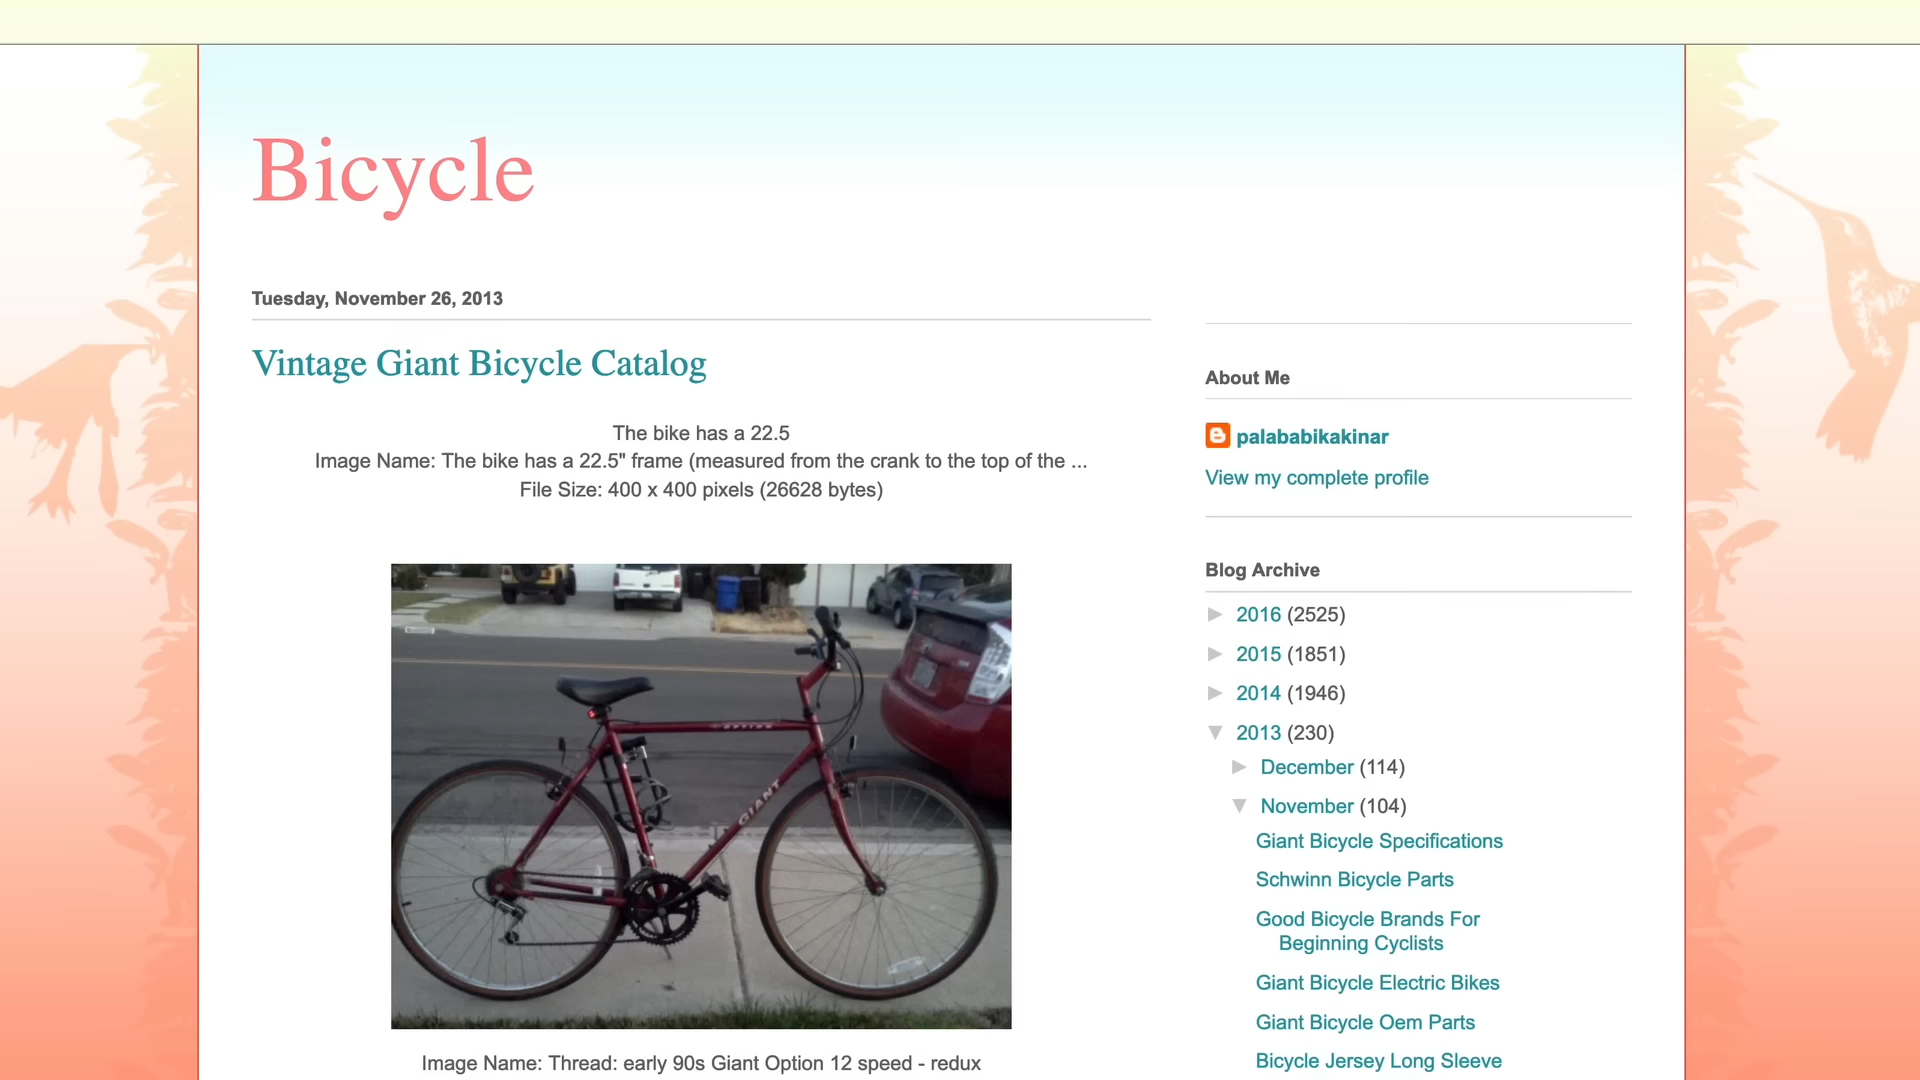 Bicycle
Tuesday, November 26, 2013
Vintage Giant Bicycle Catalog
The bike has a 22.5
Image Name: The bike has a 22.5" frame (measured from the crank to the top of the ...
File Size: 400 x 400 pixels (26628 bytes)
OPTION
GIANT
Image Name: Thread: early 90s Giant Option 12 speed - redux
About Me
palababikakinar
View my complete profile
Blog Archive
► 2016 (2525)
► 2015 (1851)
► 2014 (1946)
▼ 2013 (230)
► December (114)
▼ November (104)
Giant Bicycle Specifications
Schwinn Bicycle Parts
Good Bicycle Brands For
Beginning Cyclists
Giant Bicycle Electric Bikes
Giant Bicycle Oem Parts
Bicycle Jersey Long Sleeve